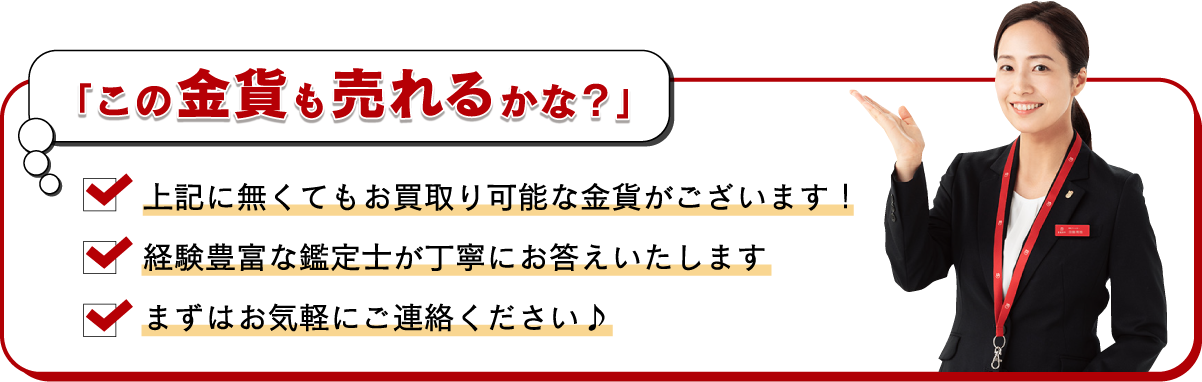 「この金貨も売れるかな？」
上記に無くてもお買取り可能な金貨がございます！
経験豊富な鑑定士が丁寧にお答えいたします
まずはお気軽にご連絡ください♪